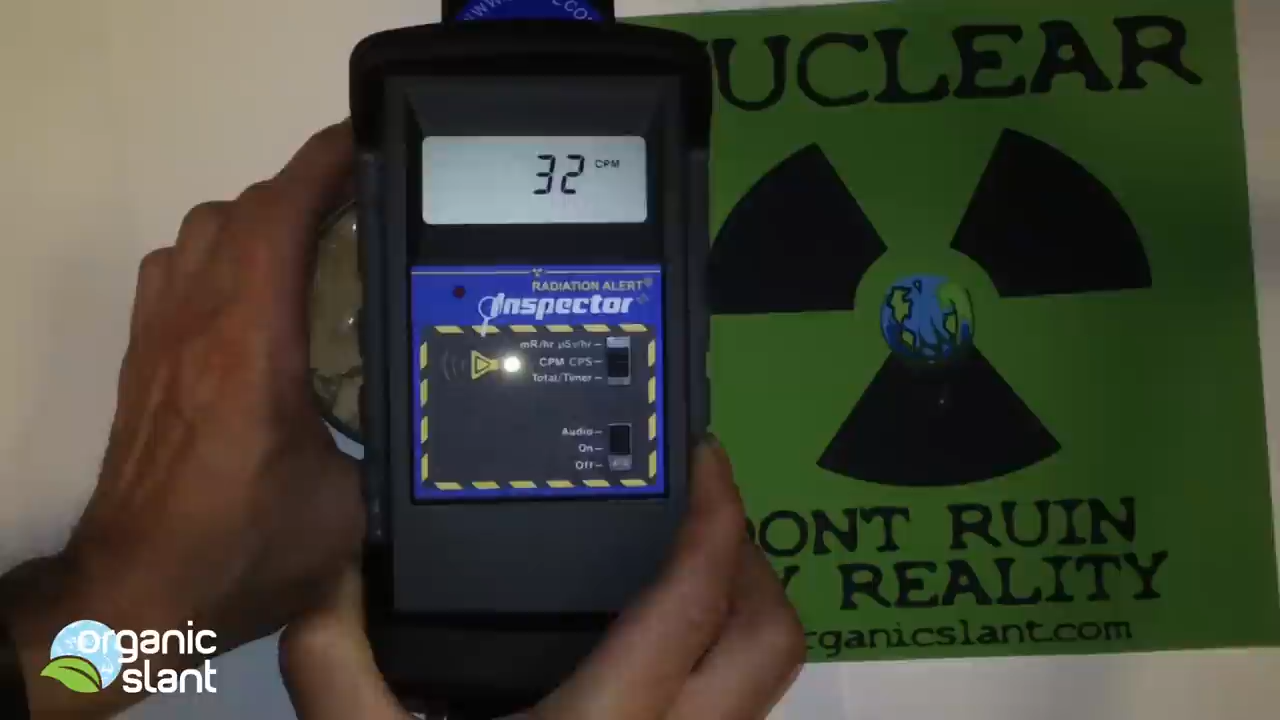 32 CPM
RADIATION ALERT
Inspector
mR/hr µSv/hr
CPM CPS
Total/Timer
Audio
On
Off
UCLEAR
DONT RUIN
Y REALITY
rganicslant.com
organic
slant